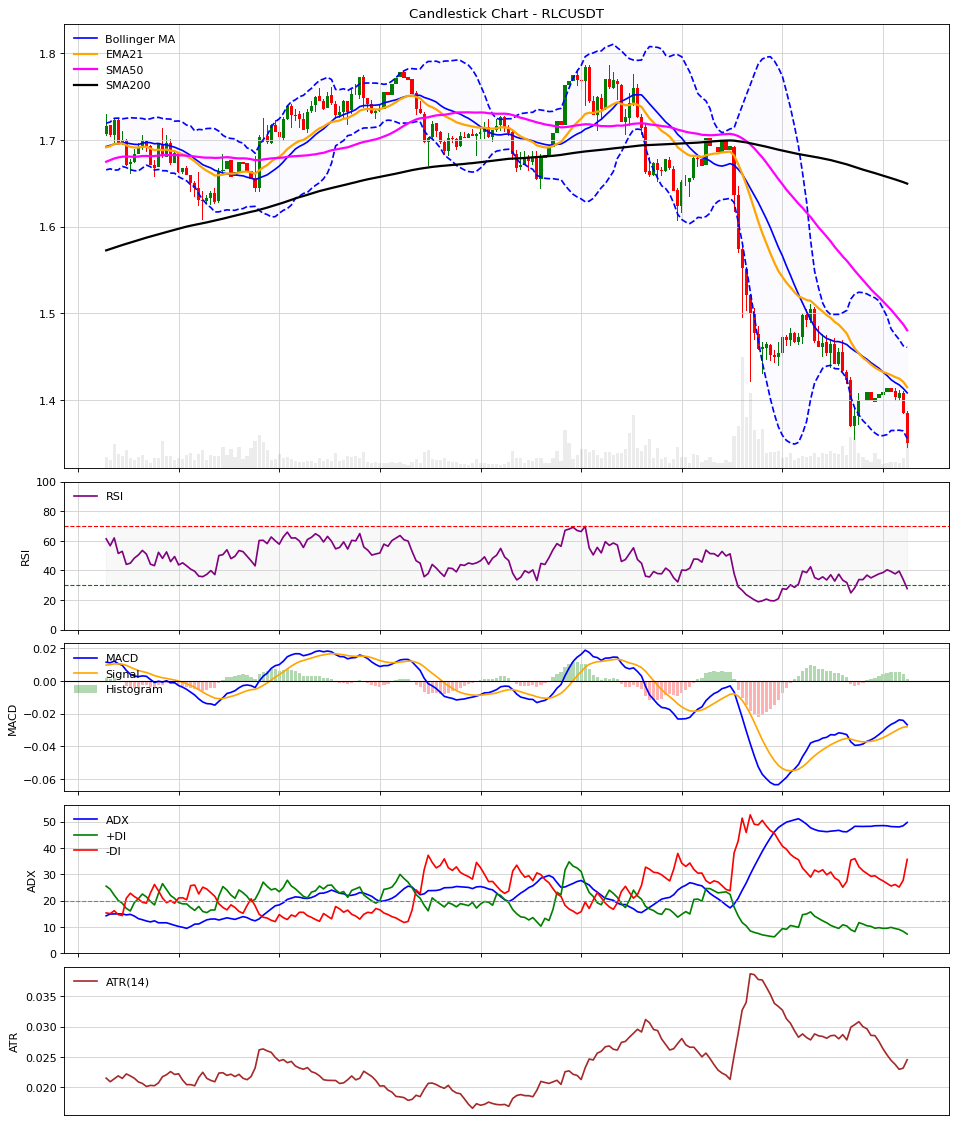 Candlestick Chart - RLCUSDT
Bollinger MA
EMA21
SMA50
SMA200
1.8
1.7
1.6
1.5
1.4
RSI
RSI
100
80
60
40
20
0
MACD
Signal
Histogram
MACD
0.02
0.00
−0.02
−0.04
−0.06
ADX
+DI
-DI
ADX
50
40
30
20
10
0
ATR(14)
ATR
0.035
0.030
0.025
0.020